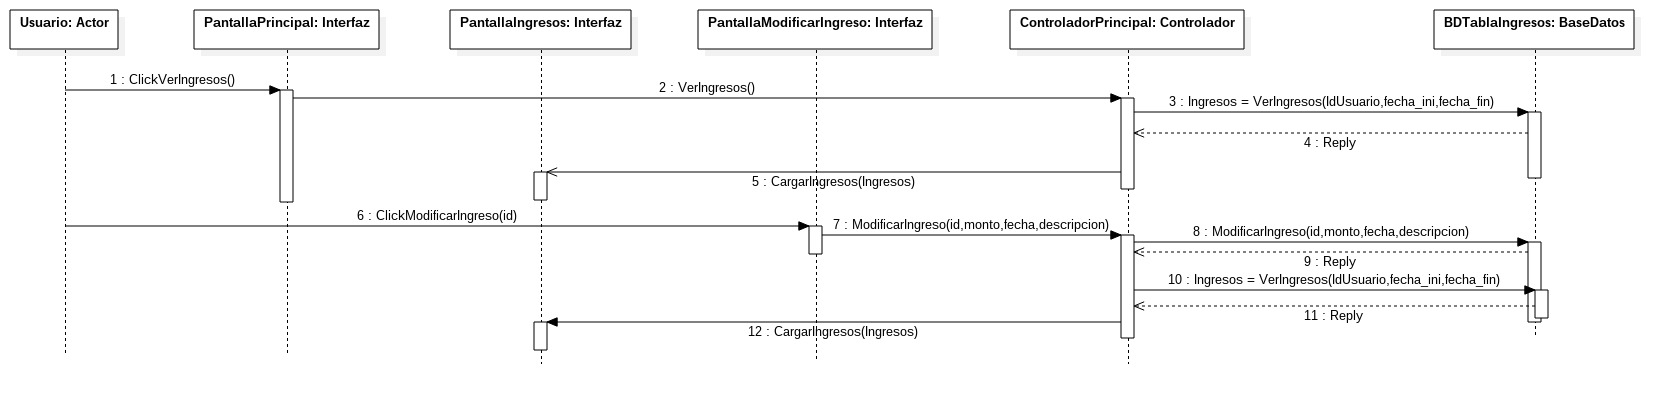 Usuario: Actor
PantallaPrincipal: Interfaz
PantallaIngresos: Interfaz
PantallaModificarIngreso: Interfaz
ControladorPrincipal: Controlador
BDTablaIngresos: BaseDatos
1 : ClickVerIngresos()
2 : VerIngresos()
3 : Ingresos = VerIngresos(IdUsuario,fecha_ini,fecha_fin)
4 : Reply
5 : CargarIngresos(Ingresos)
6 : ClickModificarIngreso(id)
7 : ModificarIngreso(id,monto,fecha,descripcion)
8 : ModificarIngreso(id,monto,fecha,descripcion)
9 : Reply
10 : Ingresos = VerIngresos(IdUsuario,fecha_ini,fecha_fin)
11 : Reply
12 : CargarIngresos(Ingresos)